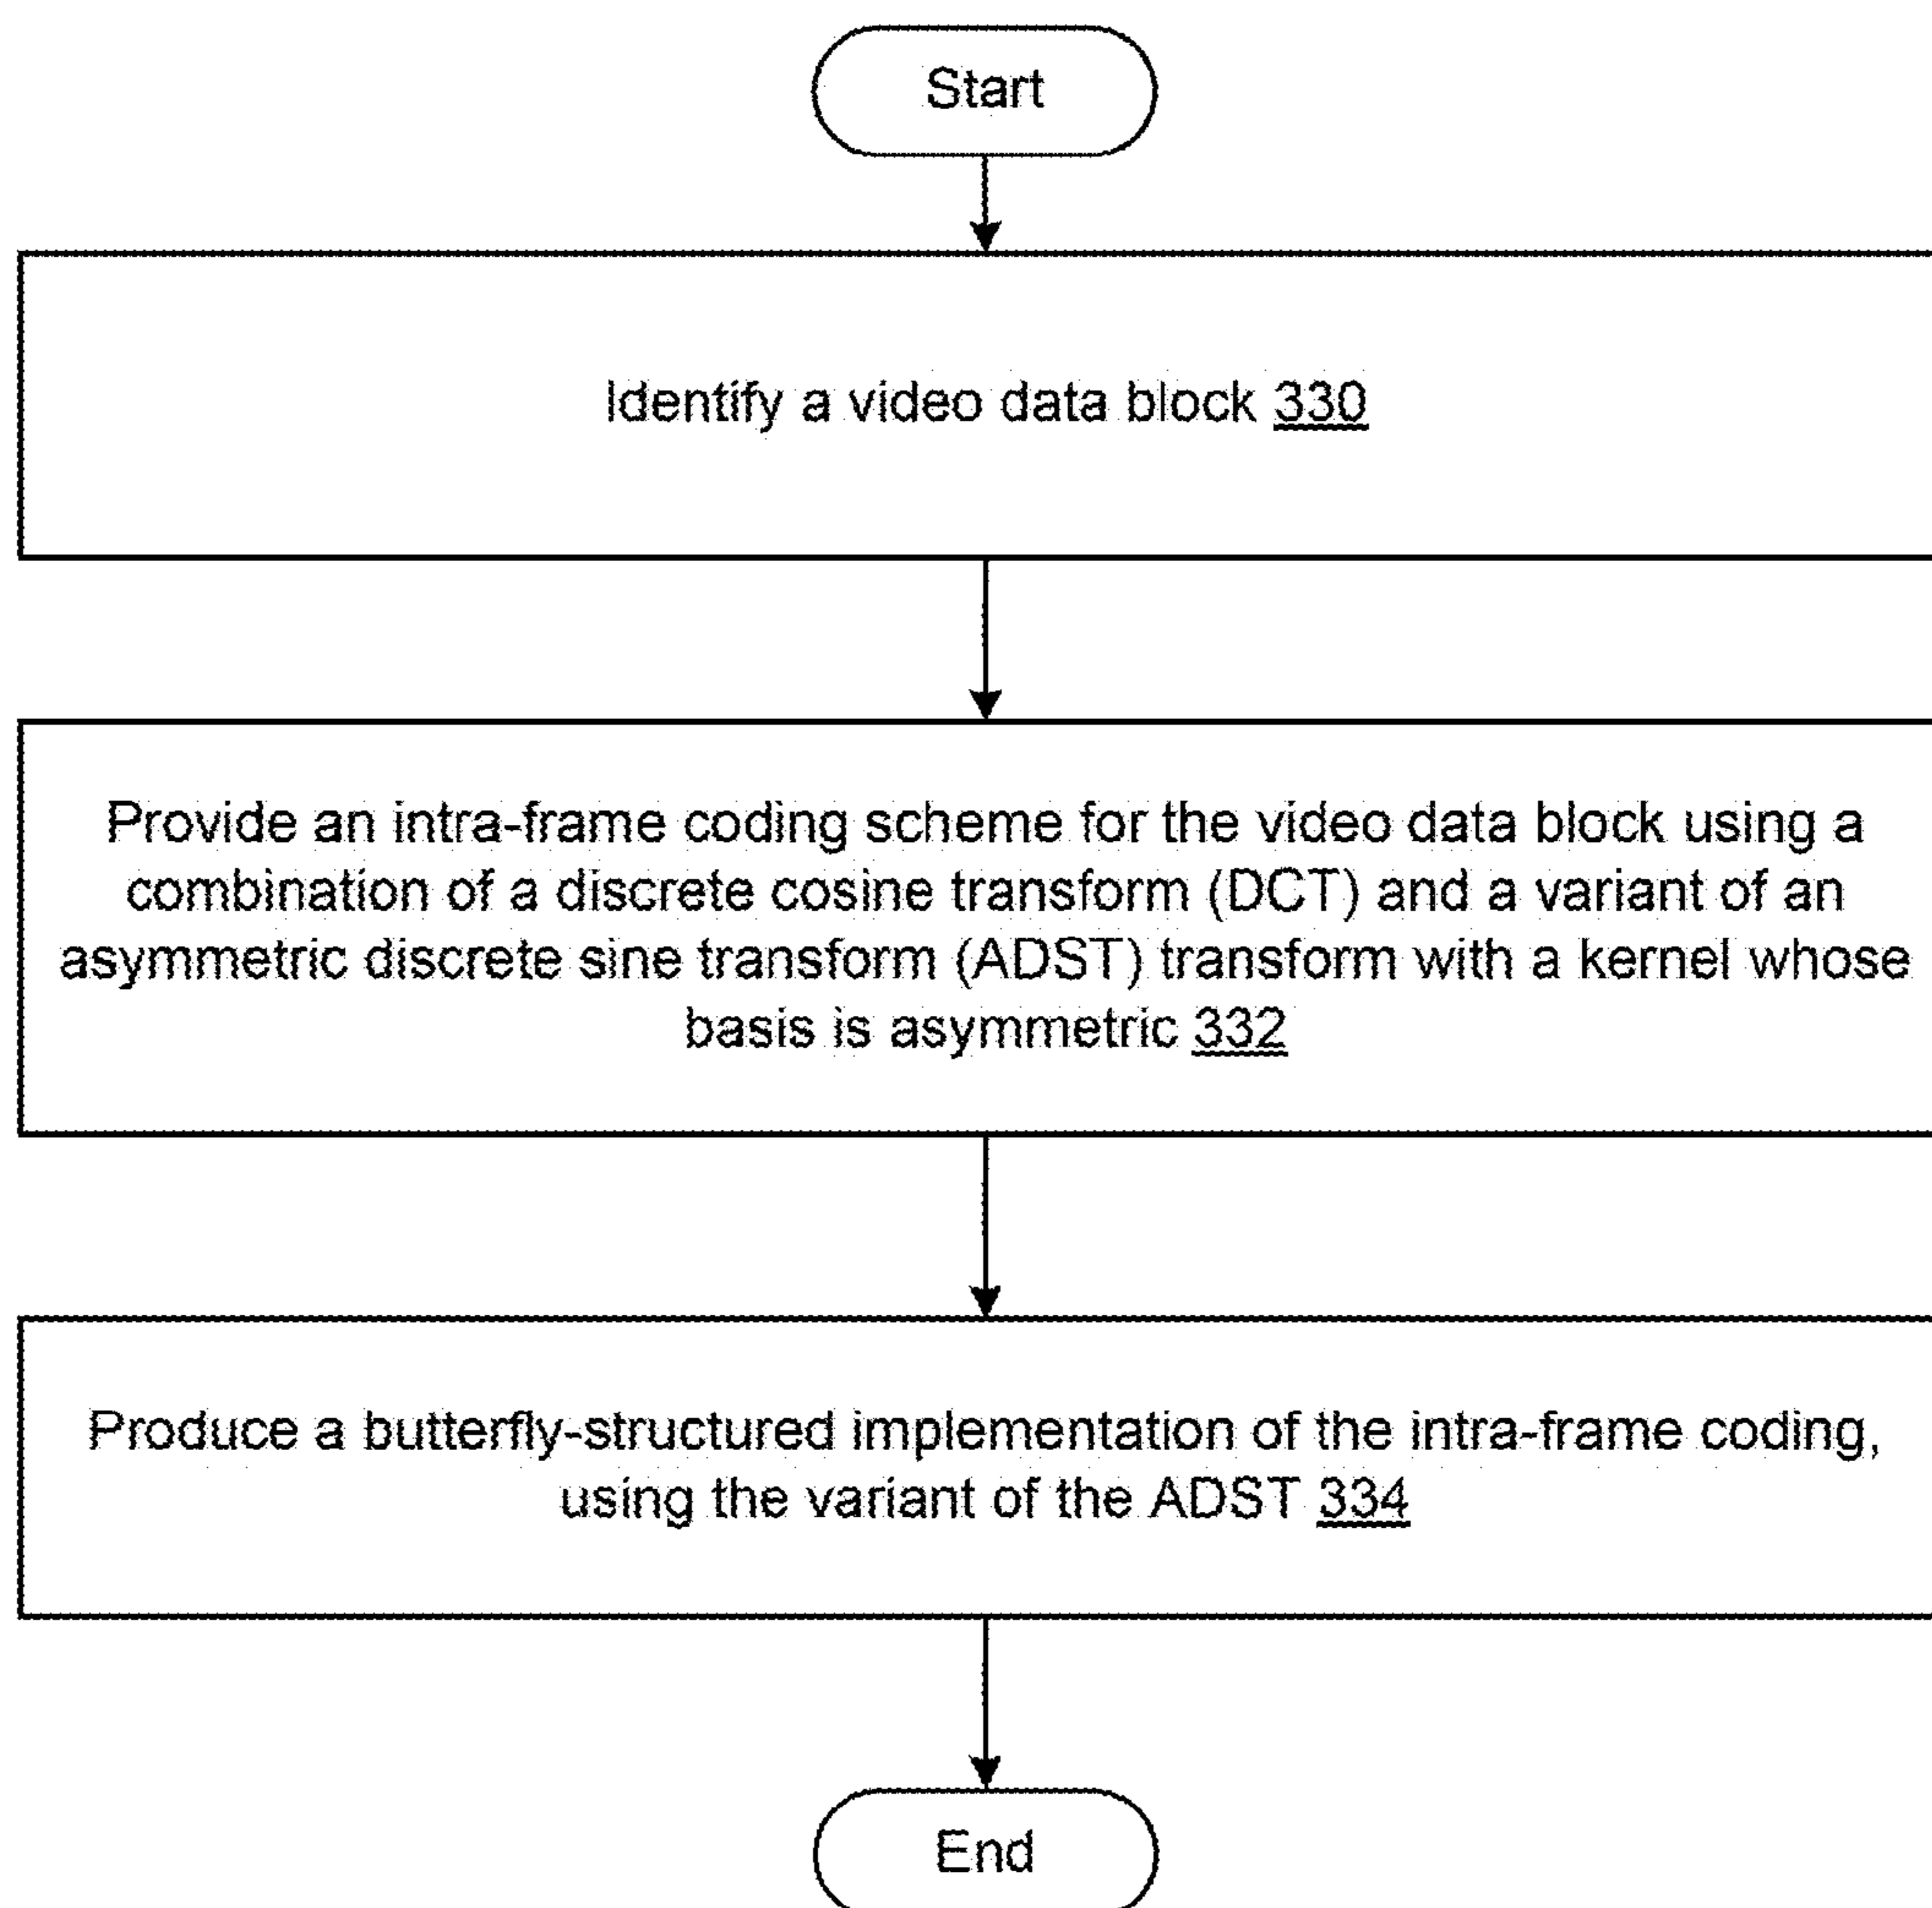 Start
Identify a video data block 330
Provide an intra-frame coding scheme for the video data block using a
combination of a discrete cosine transform (DCT) and a variant of an
asymmetric discrete sine transform (ADST) transform with a kernel whose
basis is asymmetric 332
Produce a butterfly-structured implementation of the intra-frame coding,
using the variant of the ADST 334
End